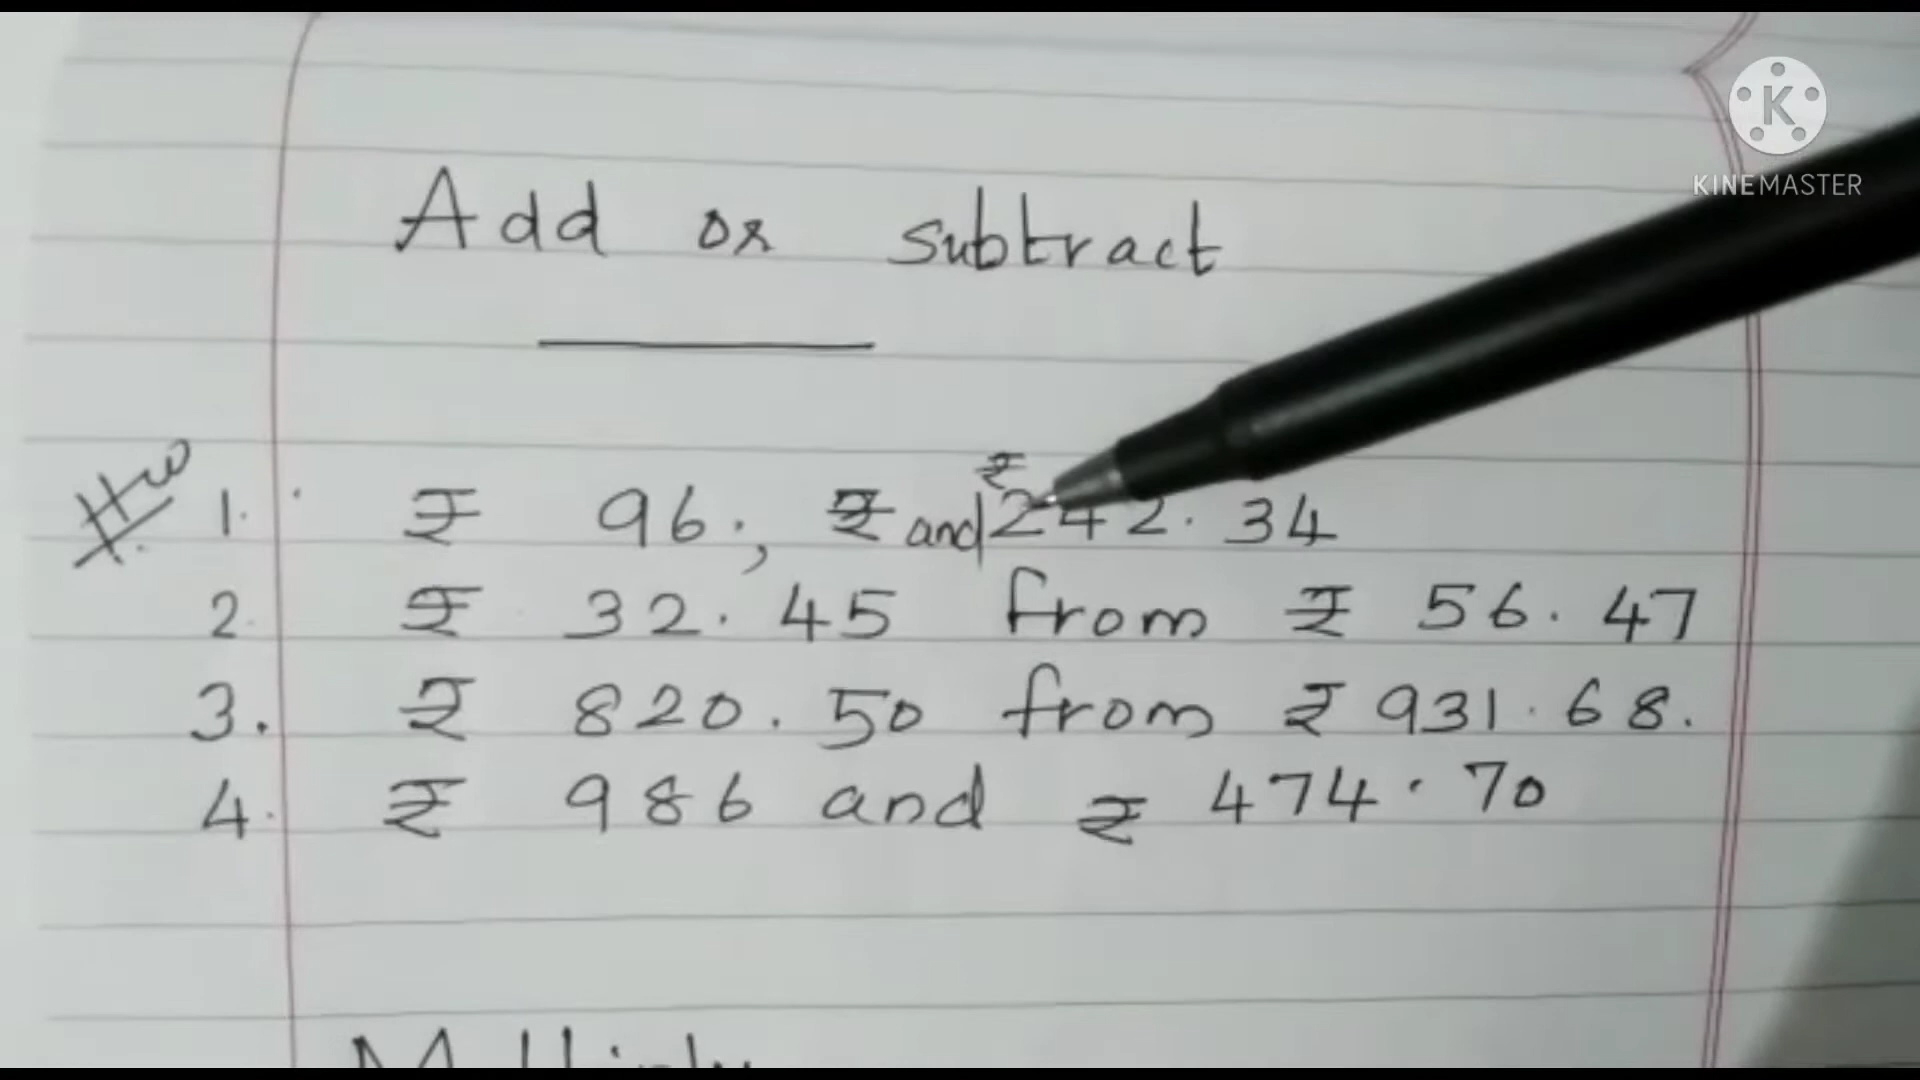 K
KINEMASTER
Add or subtract
H.W 1. ₹ 96., ₹ and ₹ 242.34
2. ₹ 32.45 from ₹ 56.47
3. ₹ 820.50 from ₹ 931.68.
4. ₹ 986 and ₹ 474.70